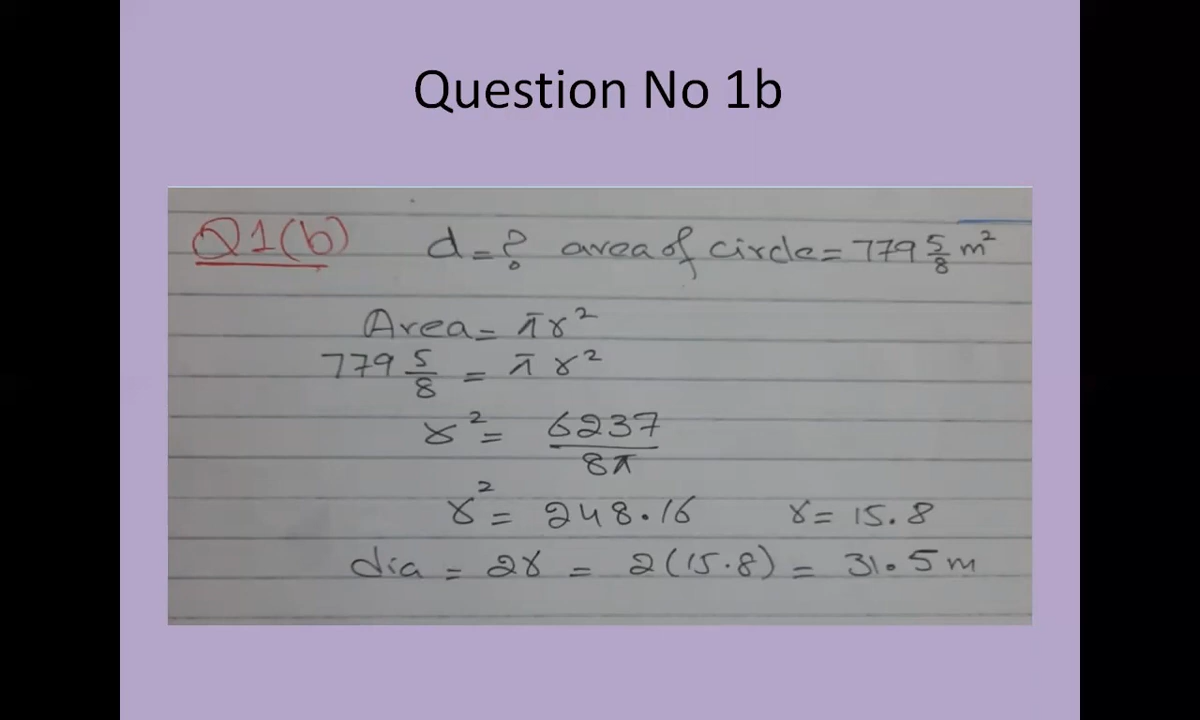 Question No 1b
Q1(b) d=? area of circle=779 5/8 m²
Area= πr²
779 5/8 = πr²
r²= 6237/8π
r²= 248.16 r= 15.8
dia = 2r = 2(15.8) = 31.5m